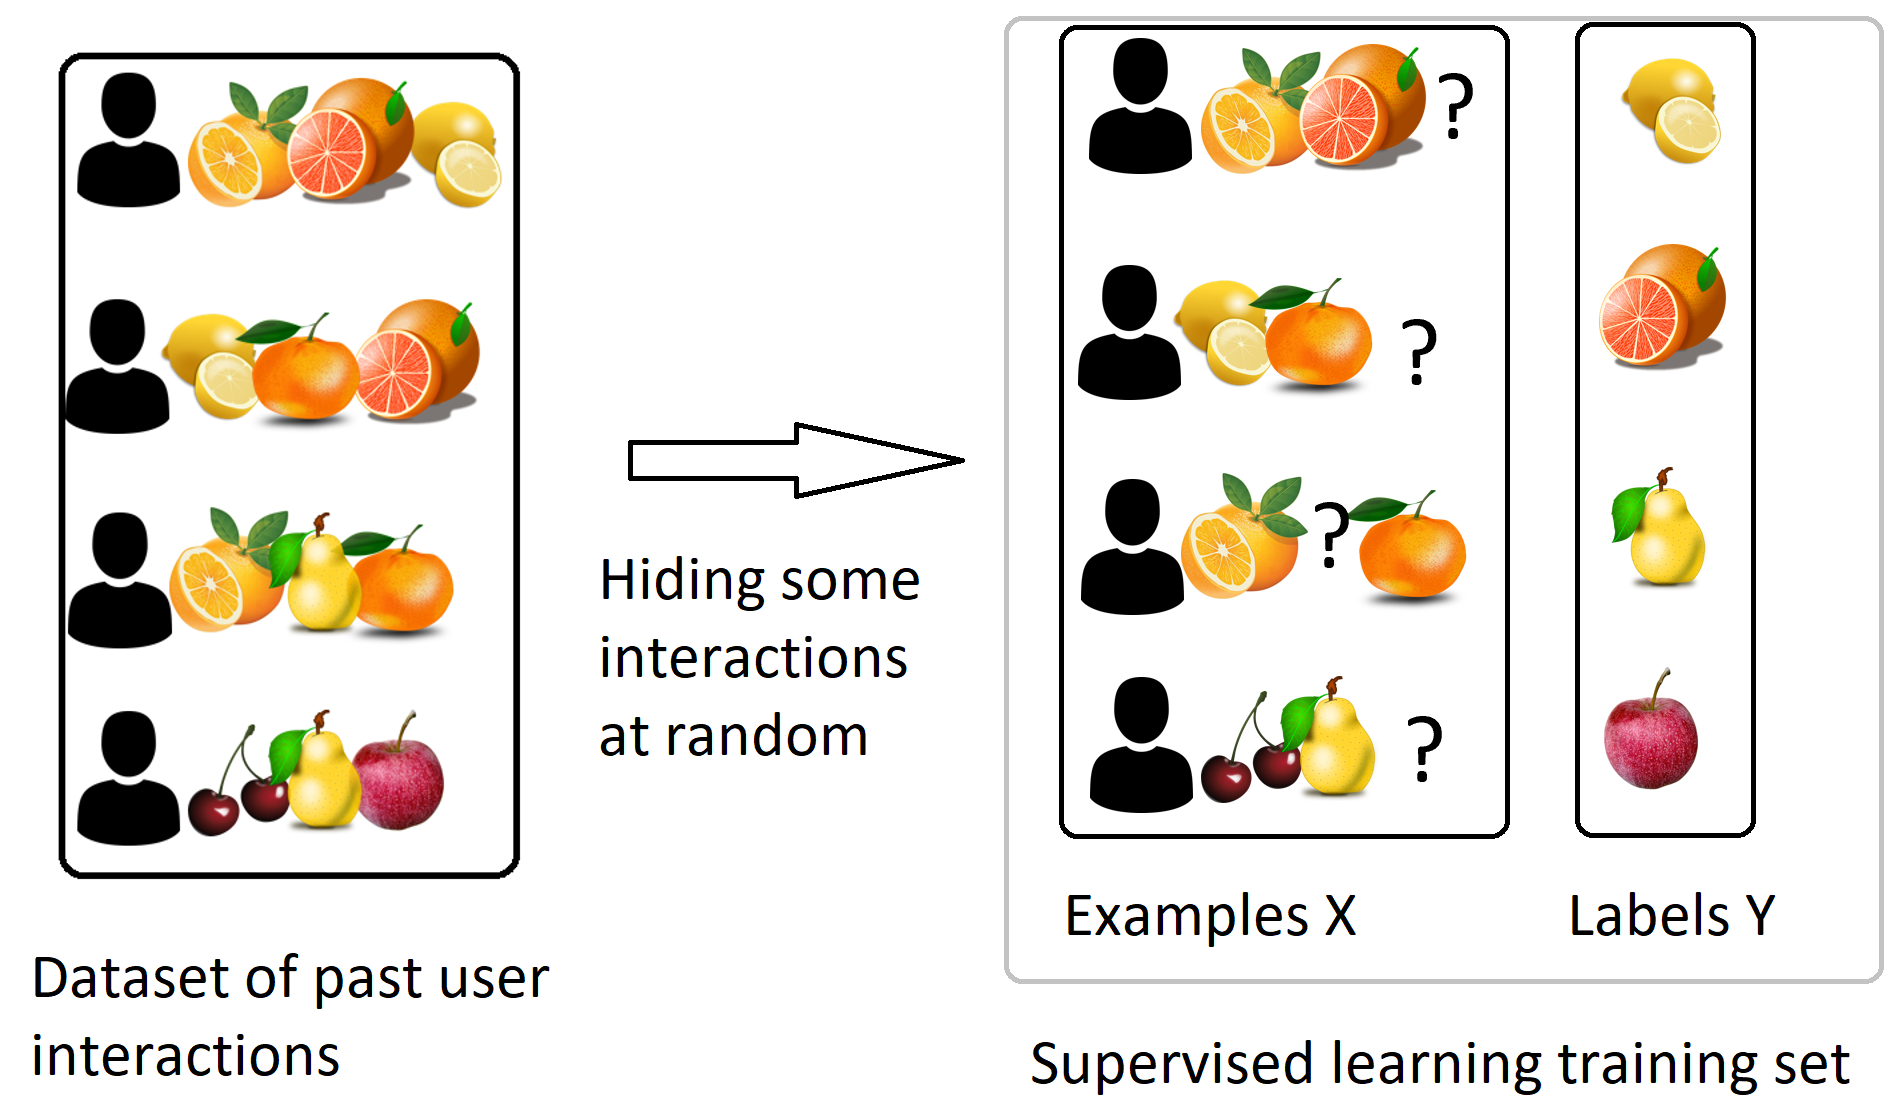 ?
?
?
?
Hiding some
interactions
at random
Examples X
Labels Y
Dataset of past user
interactions
Supervised learning training set